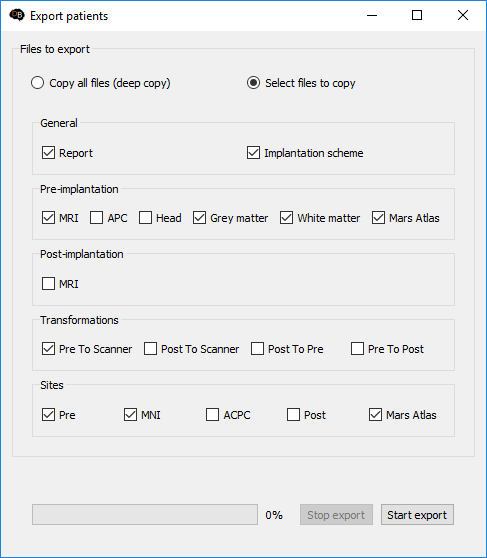 Export patients
Files to export
Copy all files (deep copy) Select files to copy
General
Report Implantation scheme
Pre-implantation
MRI APC Head Grey matter White matter Mars Atlas
Post-implantation
MRI
Transformations
Pre To Scanner Post To Scanner Post To Pre Pre To Post
Sites
Pre MNI ACPC Post Mars Atlas
0% Stop export Start export